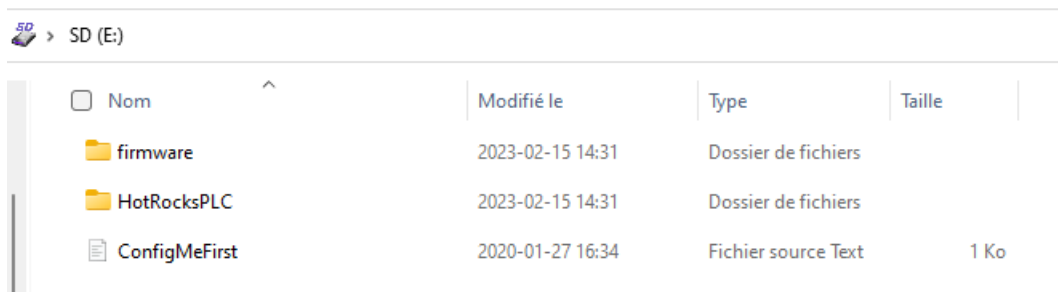 SD > SD (E:)
Nom Modifié le Type Taille
firmware 2023-02-15 14:31 Dossier de fichiers
HotRocksPLC 2023-02-15 14:31 Dossier de fichiers
ConfigMeFirst 2020-01-27 16:34 Fichier source Text 1 Ko